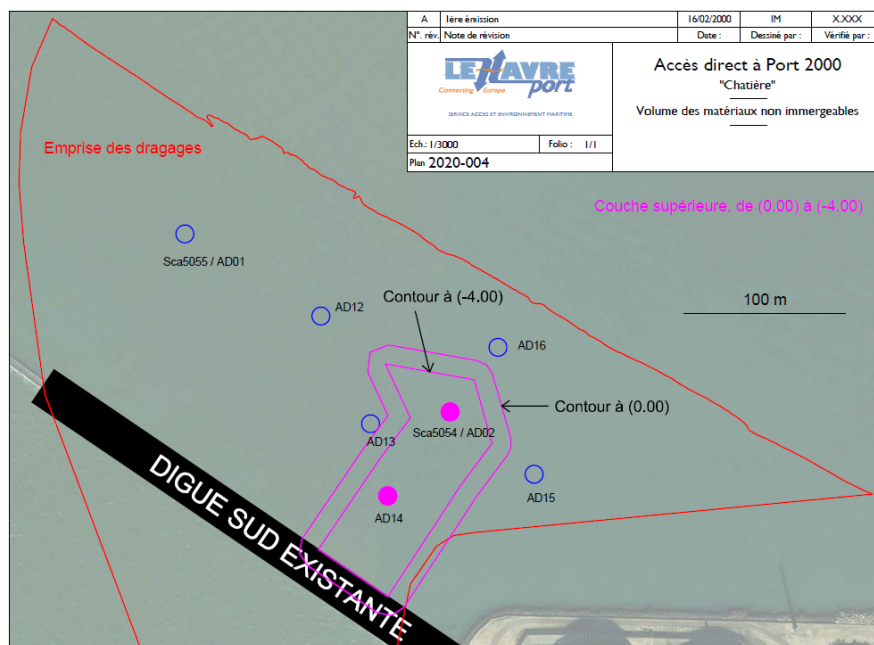 A 1ère émission 16/02/2000 IM X.XXX
N°. rév. Note de révision Date : Dessiné par : Vérifié par :
LE HAVRE
port
Connecting Europe
SERVICE ACCES ET ENVIRONNEMENT MARITIME
Ech.: 1/3000 Folio : 1/1
Plan 2020-004
Accès direct à Port 2000
"Chatière"
Volume des matériaux non immergeables
Emprise des dragages
Couche supérieure, de (0.00) à (-4.00)
Sca5055 / AD01
Contour à (-4.00)
100 m
AD12
AD16
Contour à (0.00)
Sca5054 / AD02
AD13
AD15
AD14
DIGUE SUD EXISTANTE